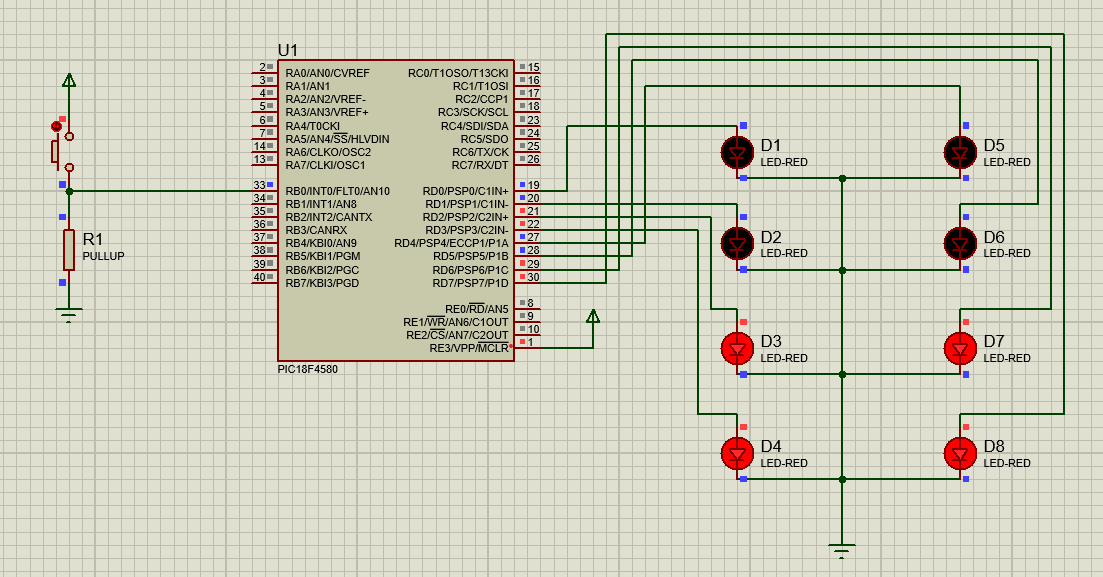 U1
2 RA0/AN0/CVREF RC0/T1OSO/T13CKI 15
3 RA1/AN1 RC1/T1OSI 16
4 RA2/AN2/VREF- RC2/CCP1 17
5 RA3/AN3/VREF+ RC3/SCK/SCL 18
6 RA4/T0CKI RC4/SDI/SDA 23
7 RA5/AN4/SS/HLVDIN RC5/SDO 24
14 RA6/CLKO/OSC2 RC6/TX/CK 25
13 RA7/CLKI/OSC1 RC7/RX/DT 26
33 RB0/INT0/FLT0/AN10 RD0/PSP0/C1IN+ 19
34 RB1/INT1/AN8 RD1/PSP1/C1IN- 20
35 RB2/INT2/CANTX RD2/PSP2/C2IN+ 21
36 RB3/CANRX RD3/PSP3/C2IN- 22
37 RB4/KBI0/AN9 RD4/PSP4/ECCP1/P1A 27
38 RB5/KBI1/PGM RD5/PSP5/P1B 28
39 RB6/KBI2/PGC RD6/PSP6/P1C 29
40 RB7/KBI3/PGD RD7/PSP7/P1D 30
RE0/RD/AN5 8
RE1/WR/AN6/C1OUT 9
RE2/CS/AN7/C2OUT 10
RE3/VPP/MCLR 1
PIC18F4580
R1
PULLUP
D1
LED-RED
D5
LED-RED
D2
LED-RED
D6
LED-RED
D3
LED-RED
D7
LED-RED
D4
LED-RED
D8
LED-RED